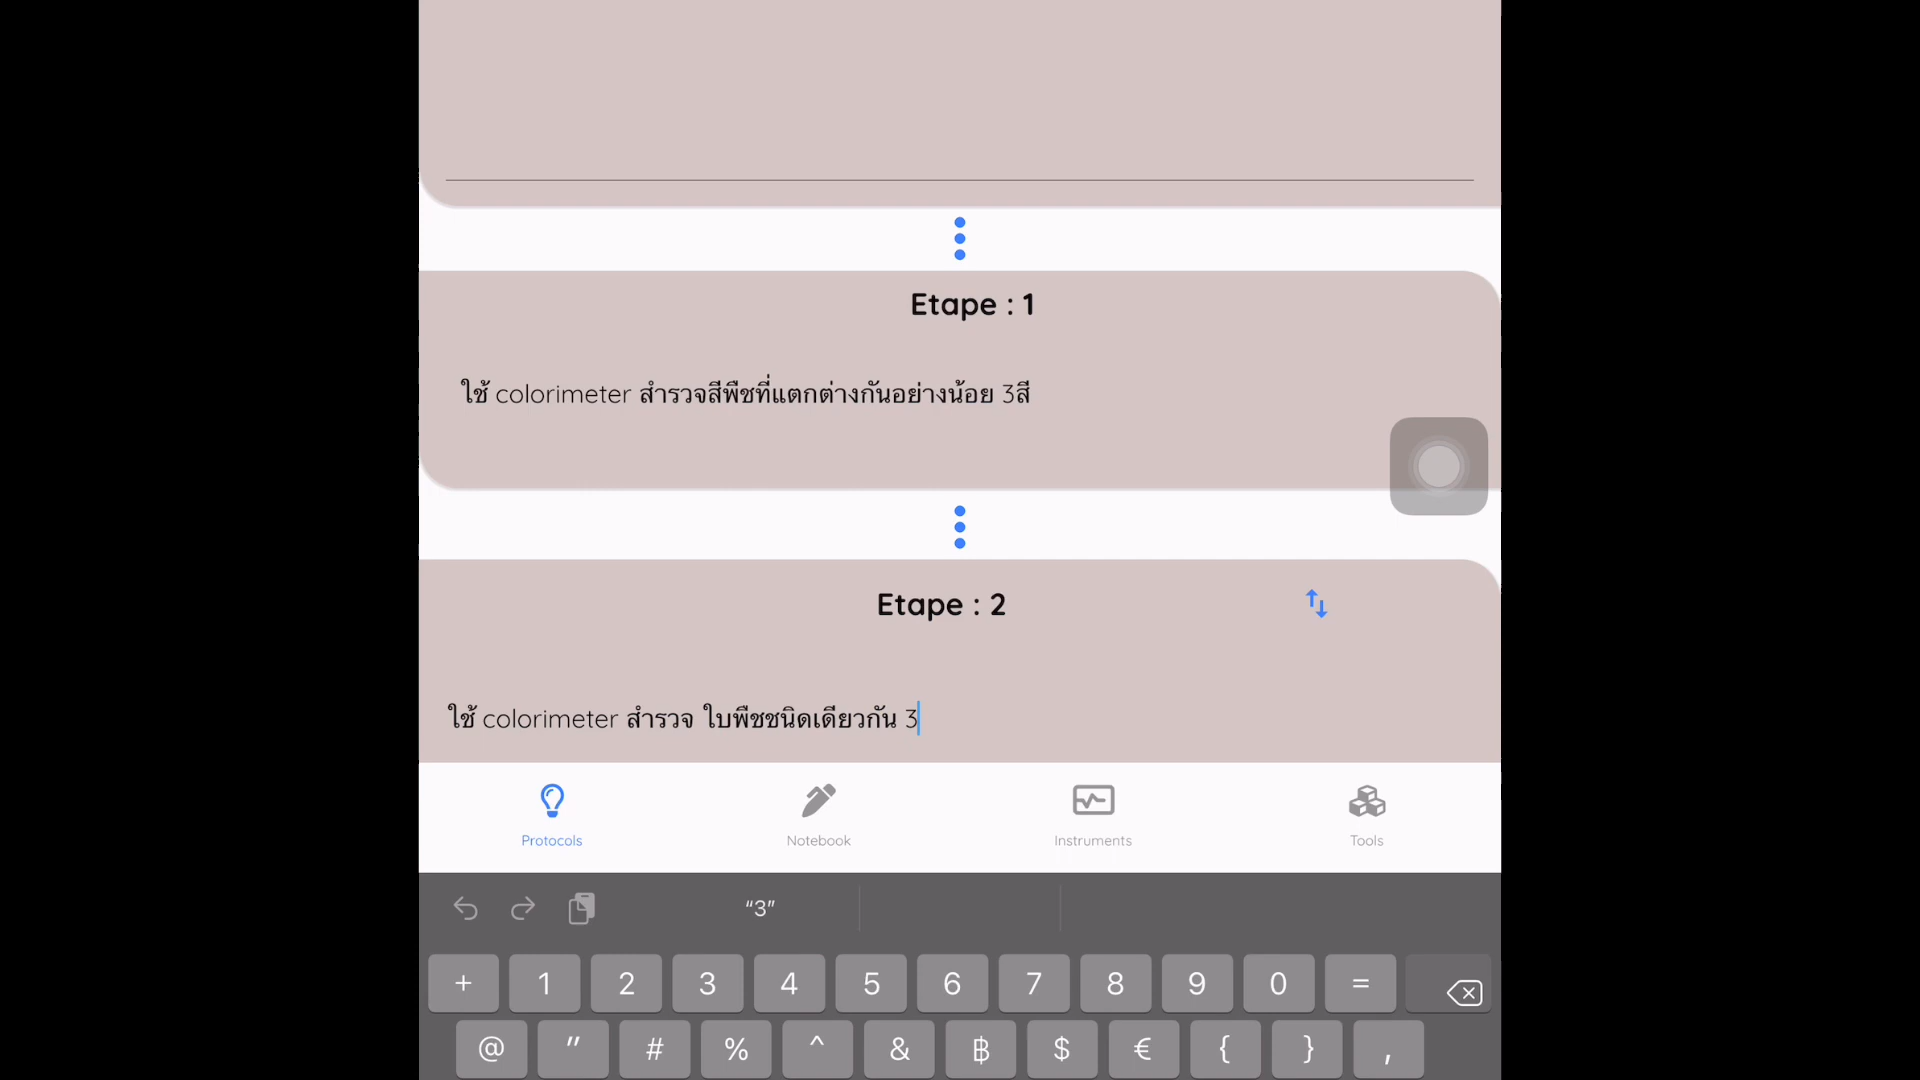 Etape : 1
ใช้ colorimeter สำรวจสีพืชที่แตกต่างกันอย่างน้อย 3สี
Etape : 2
ใช้ colorimeter สำรวจ ใบพืชชนิดเดียวกัน 3
Protocols
Notebook
Instruments
Tools
“3”
+ 1 2 3 4 5 6 7 8 9 0 =
@ " # % ^ & ฿ $ € { } ,